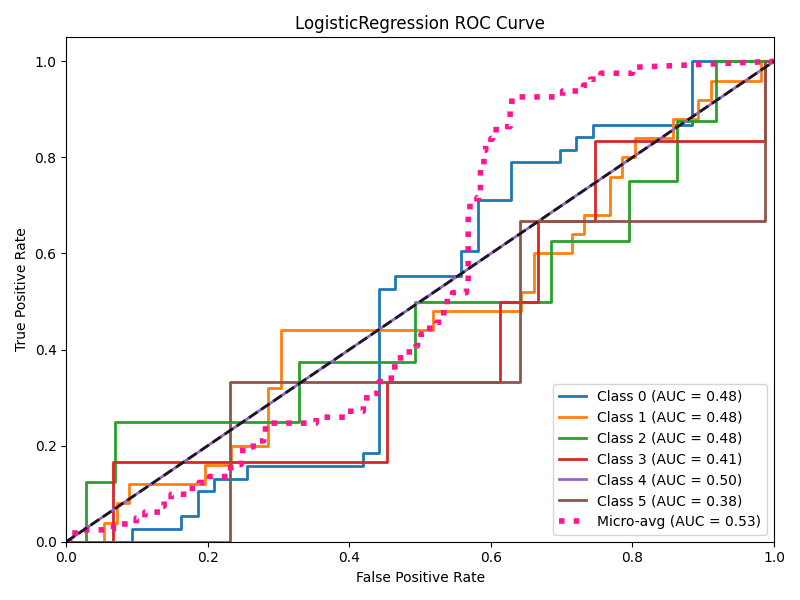 LogisticRegression ROC Curve
True Positive Rate
1.0
0.8
0.6
0.4
0.2
0.0
Class 0 (AUC = 0.48)
Class 1 (AUC = 0.48)
Class 2 (AUC = 0.48)
Class 3 (AUC = 0.41)
Class 4 (AUC = 0.50)
Class 5 (AUC = 0.38)
Micro-avg (AUC = 0.53)
0.0 0.2 0.4 0.6 0.8 1.0
False Positive Rate